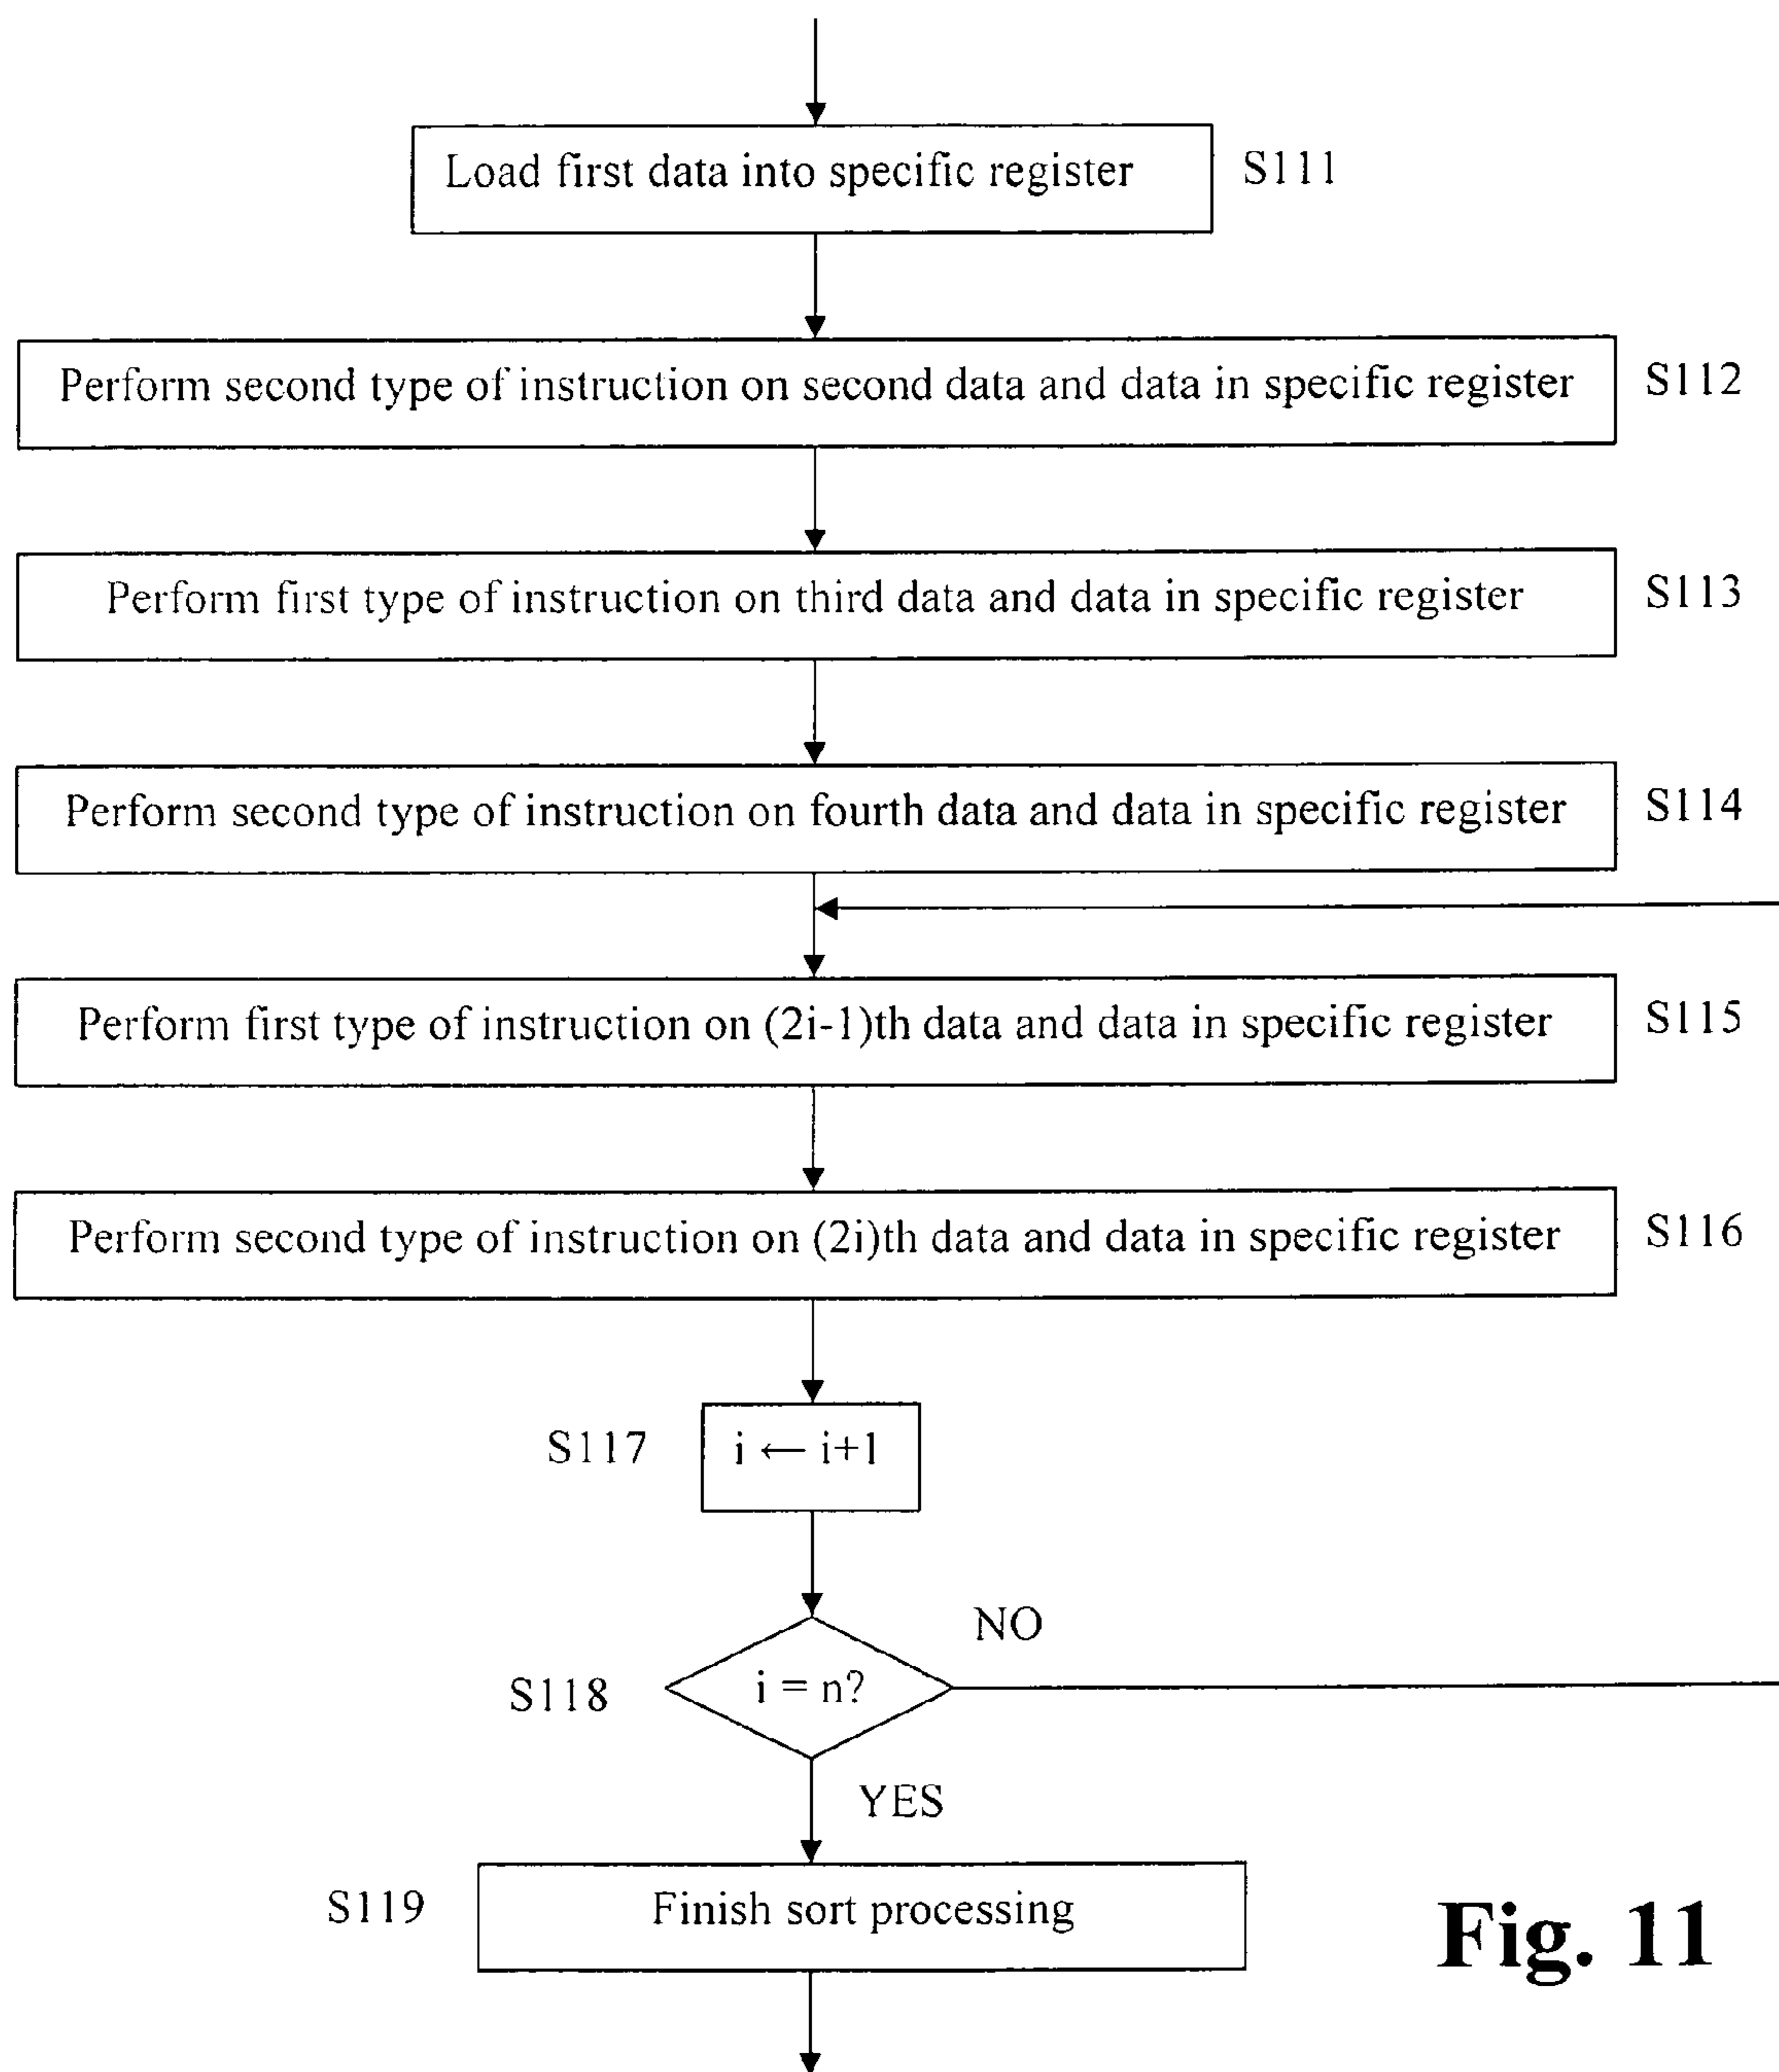 Load first data into specific register S111
Perform second type of instruction on second data and data in specific register S112
Perform first type of instruction on third data and data in specific register S113
Perform second type of instruction on fourth data and data in specific register S114
Perform first type of instruction on (2i-1)th data and data in specific register S115
Perform second type of instruction on (2i)th data and data in specific register S116
S117 i ← i+1
NO
S118 i = n?
YES
S119 Finish sort processing
Fig. 11